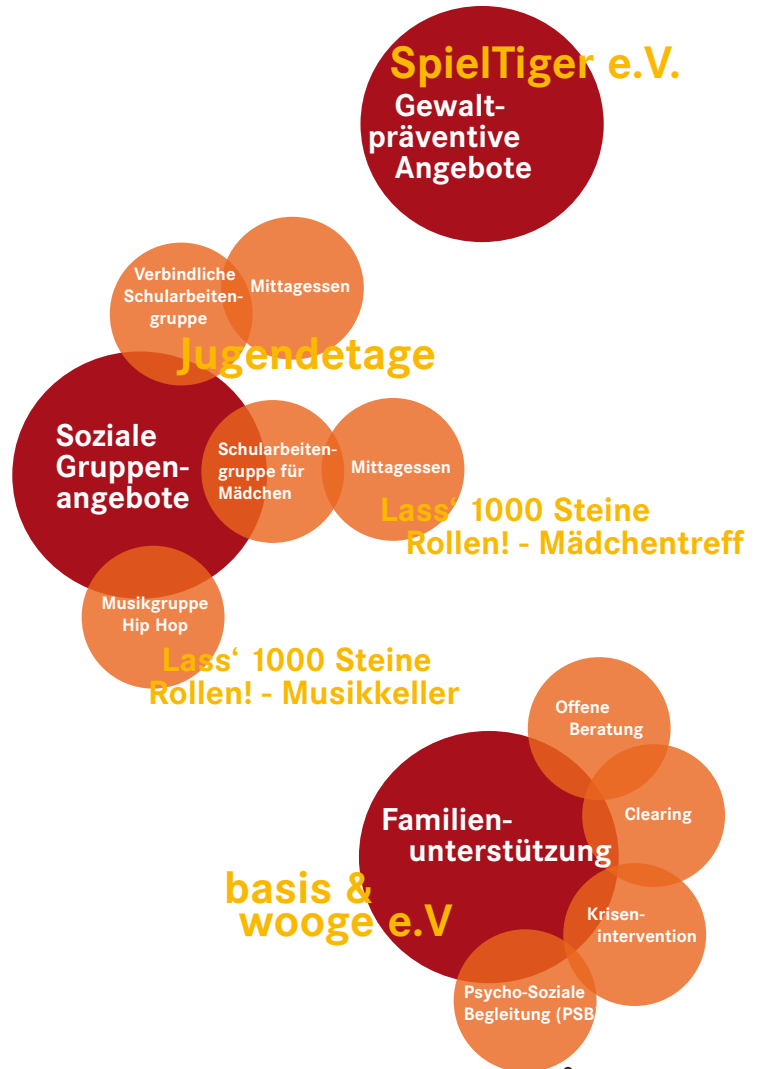 SpielTiger e.V.
Gewalt-
präventive
Angebote
Verbindliche
Schularbeiten-
gruppe
Mittagessen
Jugendetage
Soziale
Gruppen-
angebote
Schularbeiten-
gruppe für
Mädchen
Mittagessen
Lass‘ 1000 Steine
Rollen! - Mädchentreff
Musikgruppe
Hip Hop
Lass‘ 1000 Steine
Rollen! - Musikkeller
Offene
Beratung
Clearing
Familien-
unterstützung
basis &
wooge e.V
Krisen-
intervention
Psycho-Soziale
Begleitung (PSB